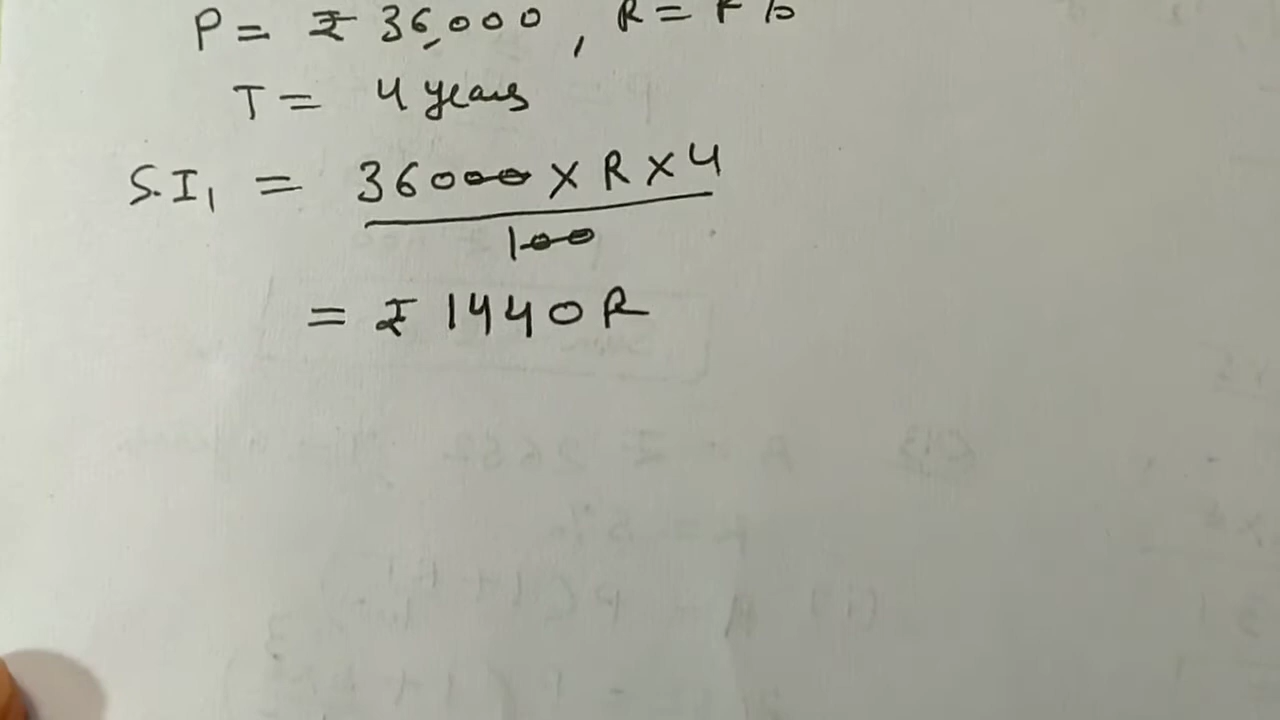 P = ₹ 36,000 , R = R %
T = 4 years
S.I₁ = 36000 × R × 4
100
= ₹ 1440 R